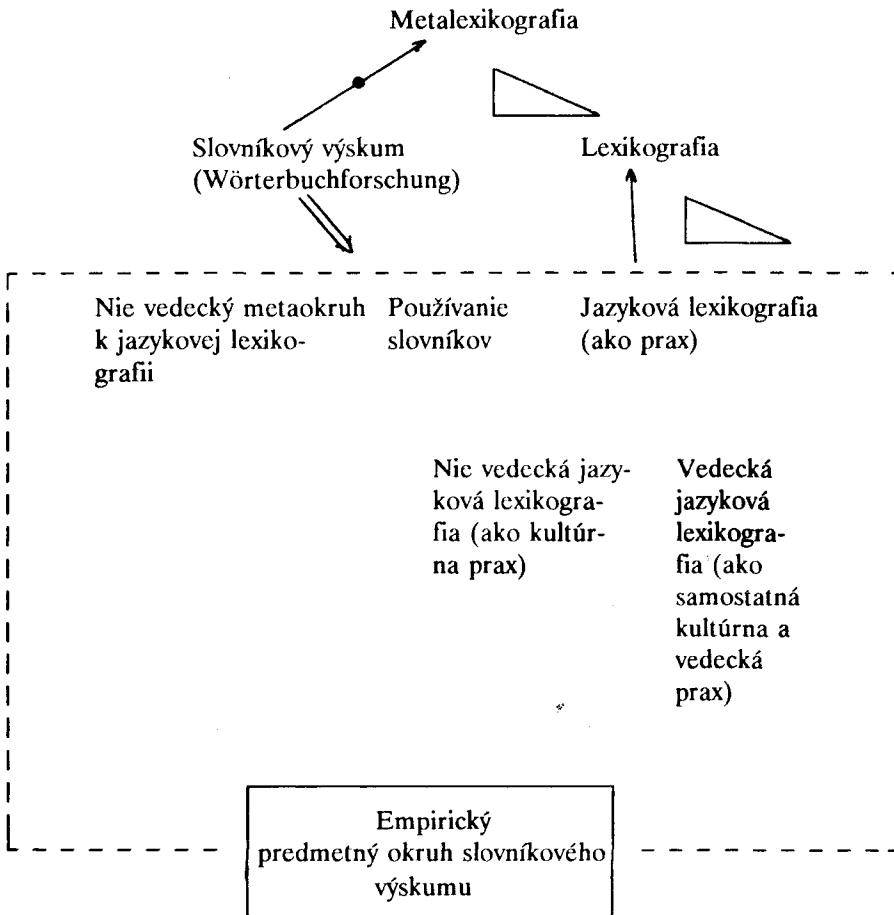 Metalexikografia
Slovníkový výskum
(Wörterbuchforschung)
Lexikografia
Nie vedecký metaokruh
k jazykovej lexiko-
grafii
Používanie
slovníkov
Jazyková lexikografia
(ako prax)
Nie vedecká jazy-
ková lexikogra-
fia (ako kultúr-
na prax)
Vedecká
jazyková
lexikogra-
fia (ako
samostatná
kultúrna a
vedecká
prax)
Empirický
predmetný okruh slovníkového
výskumu